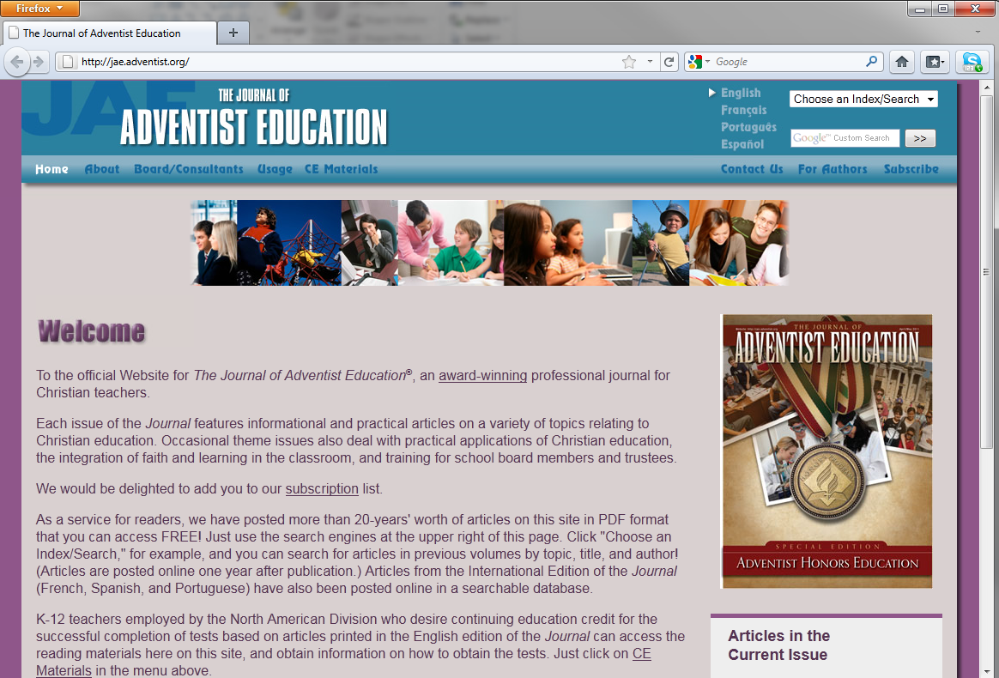 Firefox
The Journal of Adventist Education
http://jae.adventist.org/
Google
JAE
THE JOURNAL OF
ADVENTIST EDUCATION
English
Français
Português
Español
Choose an Index/Search
Google™ Custom Search
>>
Home About Board/Consultants Usage CE Materials
Contact Us For Authors Subscribe
Welcome
To the official Website for The Journal of Adventist Education®, an award-winning professional journal for
Christian teachers.
Each issue of the Journal features informational and practical articles on a variety of topics relating to
Christian education. Occasional theme issues also deal with practical applications of Christian education,
the integration of faith and learning in the classroom, and training for school board members and trustees.
We would be delighted to add you to our subscription list.
As a service for readers, we have posted more than 20-years' worth of articles on this site in PDF format
that you can access FREE! Just use the search engines at the upper right of this page. Click "Choose an
Index/Search," for example, and you can search for articles in previous volumes by topic, title, and author!
(Articles are posted online one year after publication.) Articles from the International Edition of the Journal
(French, Spanish, and Portuguese) have also been posted online in a searchable database.
K-12 teachers employed by the North American Division who desire continuing education credit for the
successful completion of tests based on articles printed in the English edition of the Journal can access the
reading materials here on this site, and obtain information on how to obtain the tests. Just click on CE
Materials in the menu above.
THE JOURNAL OF
ADVENTIST EDUCATION
SPECIAL EDITION
ADVENTIST HONORS EDUCATION
Articles in the
Current Issue